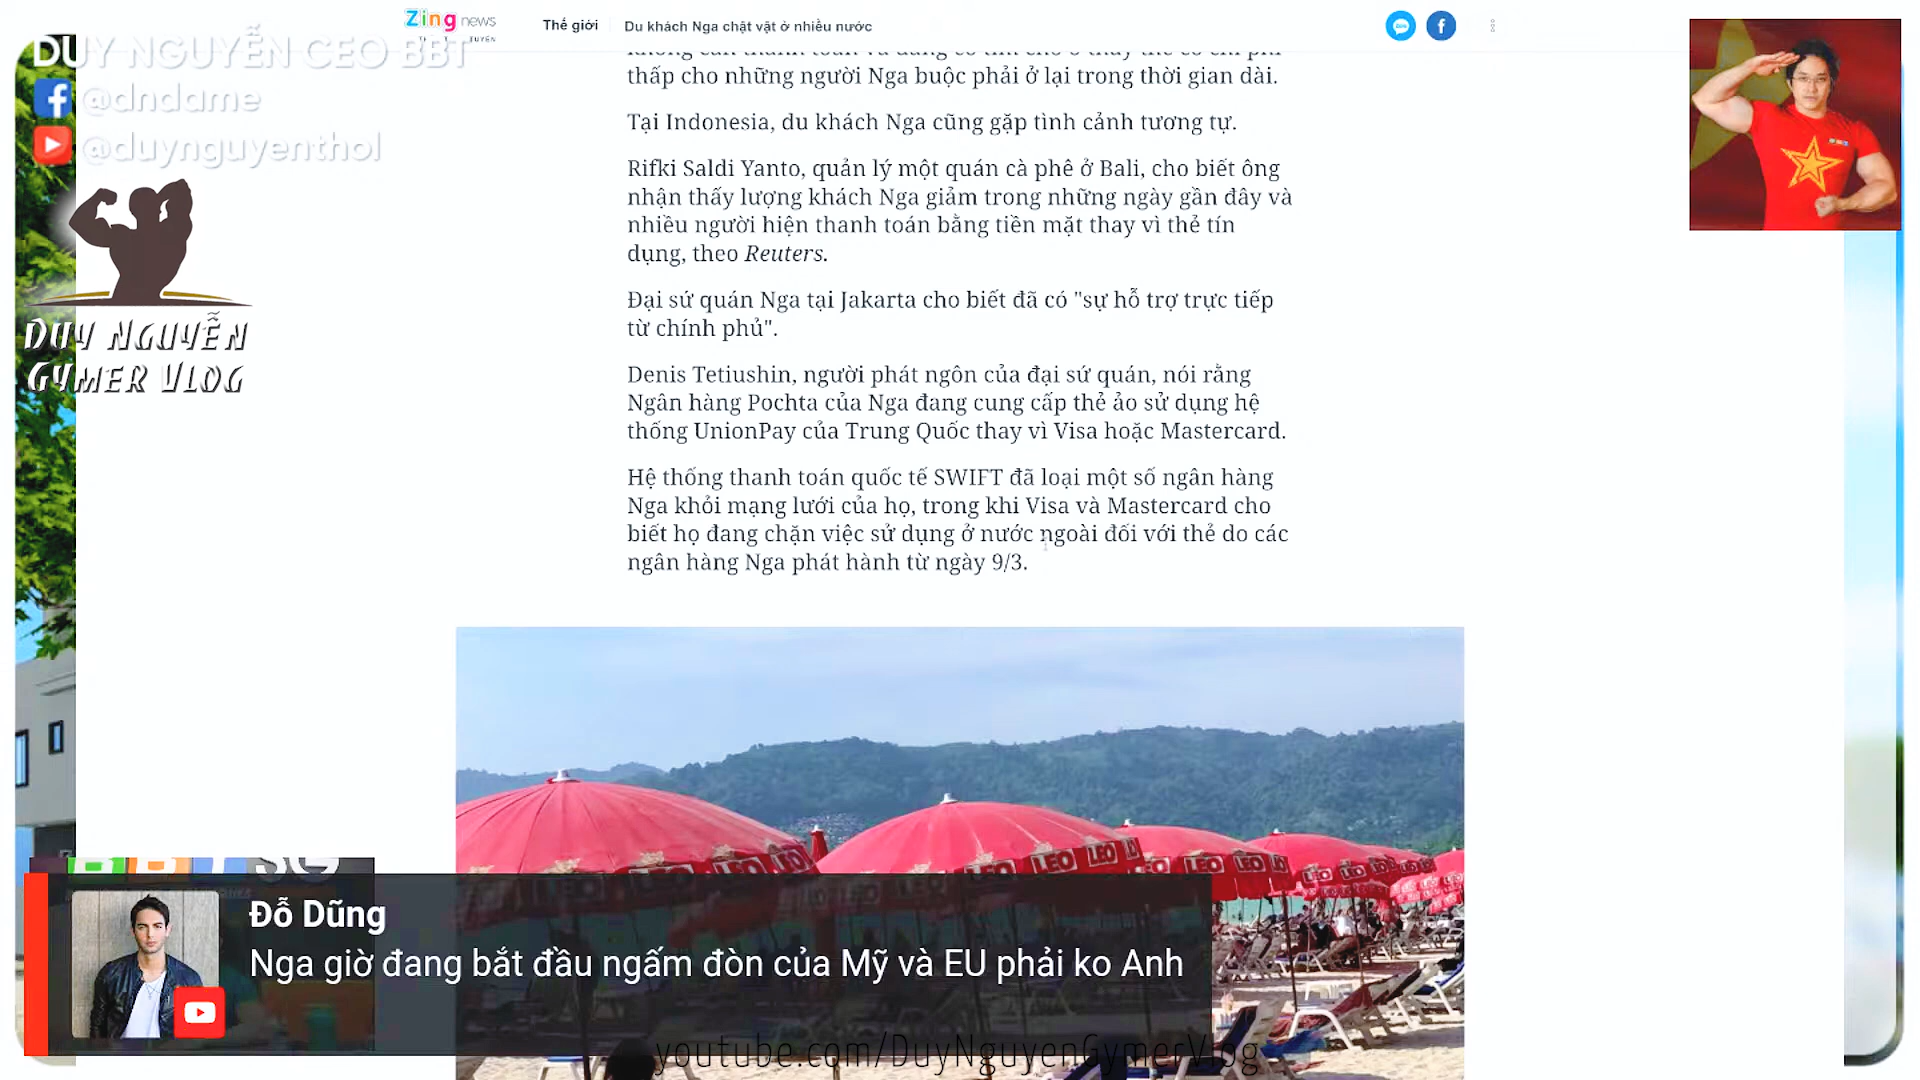 Zing news
Thế giới
Du khách Nga chật vật ở nhiều nước
DUY NGUYỄN CEO BBT
@dndame
@duynguyenthol
DUY NGUYỄN
GYMER VLOG
thấp cho những người Nga buộc phải ở lại trong thời gian dài.
Tại Indonesia, du khách Nga cũng gặp tình cảnh tương tự.
Rifki Saldi Yanto, quản lý một quán cà phê ở Bali, cho biết ông
nhận thấy lượng khách Nga giảm trong những ngày gần đây và
nhiều người hiện thanh toán bằng tiền mặt thay vì thẻ tín
dụng, theo Reuters.
Đại sứ quán Nga tại Jakarta cho biết đã có "sự hỗ trợ trực tiếp
từ chính phủ".
Denis Tetiushin, người phát ngôn của đại sứ quán, nói rằng
Ngân hàng Pochta của Nga đang cung cấp thẻ ảo sử dụng hệ
thống UnionPay của Trung Quốc thay vì Visa hoặc Mastercard.
Hệ thống thanh toán quốc tế SWIFT đã loại một số ngân hàng
Nga khỏi mạng lưới của họ, trong khi Visa và Mastercard cho
biết họ đang chặn việc sử dụng ở nước ngoài đối với thẻ do các
ngân hàng Nga phát hành từ ngày 9/3.
LEO LEO LEO LEO
Đỗ Dũng
Nga giờ đang bắt đầu ngấm đòn của Mỹ và EU phải ko Anh
youtube.com/DuyNguyenGymerVlog